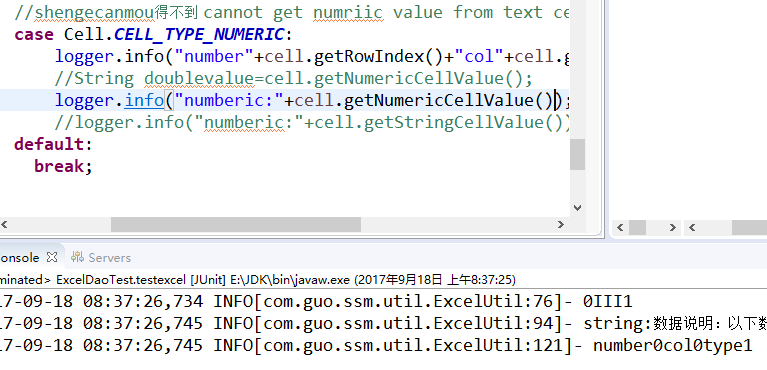 //shengecanmou得不到 cannot get numriic value from text ce
case Cell.CELL_TYPE_NUMERIC:
logger.info("number"+cell.getRowIndex()+"col"+cell.g
//String doublevalue=cell.getNumericCellValue();
logger.info("numberic:"+cell.getNumericCellValue());
//logger.info("numberic:"+cell.getStringCellValue())
default:
break;
onsole Servers
minated> ExcelDaoTest.testexcel [JUnit] E:\JDK\bin\javaw.exe (2017年9月18日 上午8:37:25)
17-09-18 08:37:26,734 INFO[com.guo.ssm.util.ExcelUtil:76]- 0III1
17-09-18 08:37:26,745 INFO[com.guo.ssm.util.ExcelUtil:94]- string:数据说明：以下数
17-09-18 08:37:26,745 INFO[com.guo.ssm.util.ExcelUtil:121]- number0col0type1